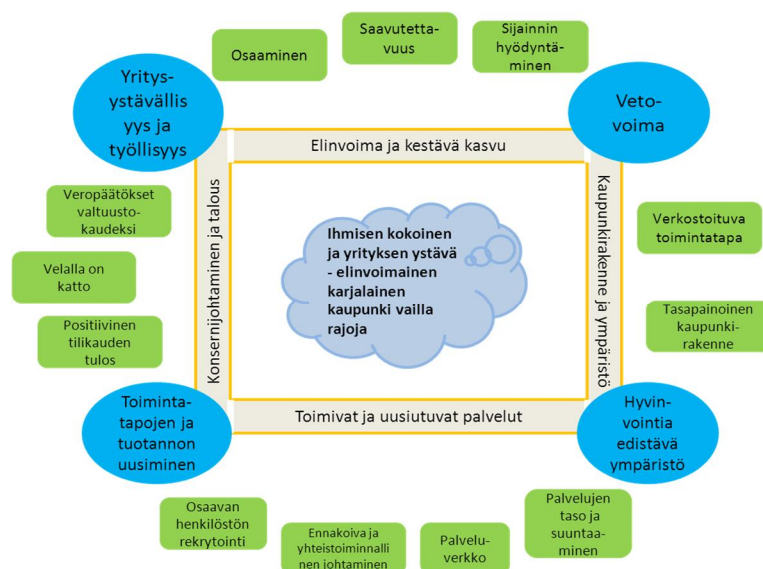 Osaaminen
Saavutetta-
vuus
Sijainnin
hyödyntä-
minen
Yritys-
ystävällis
yys ja
työllisyys
Veto-
voima
Elinvoima ja kestävä kasvu
Veropäätökset
valtuusto-
kaudeksi
Velalla on
katto
Positiivinen
tilikauden
tulos
Konsernijohtaminen ja talous
Ihmisen kokoinen
ja yrityksen ystävä
- elinvoimainen
karjalainen
kaupunki vailla
rajoja
Kaupunkirakenne ja ympäristö
Verkostoituva
toimintatapa
Tasapainoinen
kaupunki-
rakenne
Toiminta-
tapojen ja
tuotannon
uusiminen
Toimivat ja uusiutuvat palvelut
Hyvin-
vointia
edistävä
ympäristö
Osaavan
henkilöstön
rekrytointi
Ennakoiva ja
yhteistoiminnalli
nen johtaminen
Palvelu-
verkko
Palvelujen
taso ja
suuntaa-
minen